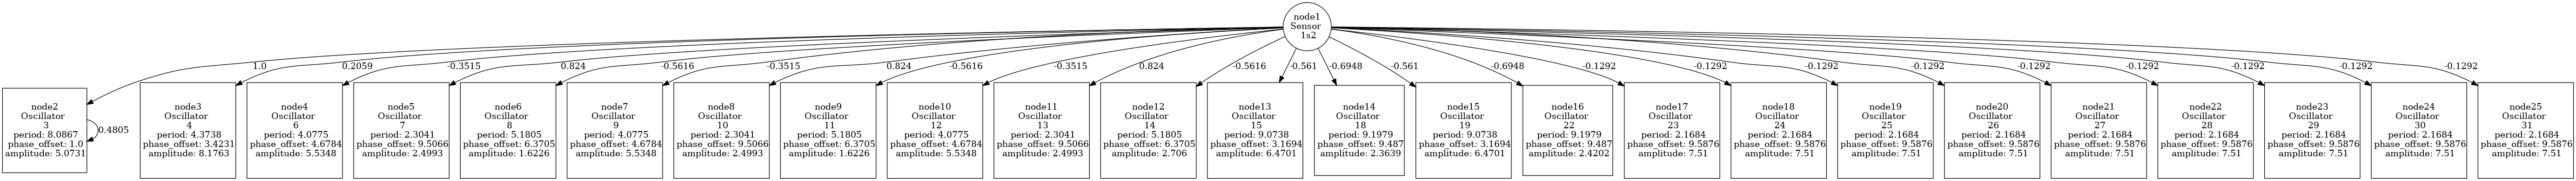 node1
Sensor
1s2
1.0
0.2059
-0.3515
0.824
-0.5616
-0.3515
0.824
-0.5616
-0.3515
0.824
-0.5616
-0.561
-0.6948
-0.561
-0.6948
-0.1292
-0.1292
-0.1292
-0.1292
-0.1292
-0.1292
-0.1292
-0.1292
-0.1292
node2
Oscillator
3
period: 8.0867
phase_offset: 1.0
amplitude: 5.0731
0.4805
node3
Oscillator
4
period: 4.3738
phase_offset: 3.4231
amplitude: 8.1763
node4
Oscillator
6
period: 4.0775
phase_offset: 4.6784
amplitude: 5.5348
node5
Oscillator
7
period: 2.3041
phase_offset: 9.5066
amplitude: 2.4993
node6
Oscillator
8
period: 5.1805
phase_offset: 6.3705
amplitude: 1.6226
node7
Oscillator
9
period: 4.0775
phase_offset: 4.6784
amplitude: 5.5348
node8
Oscillator
10
period: 2.3041
phase_offset: 9.5066
amplitude: 2.4993
node9
Oscillator
11
period: 5.1805
phase_offset: 6.3705
amplitude: 1.6226
node10
Oscillator
12
period: 4.0775
phase_offset: 4.6784
amplitude: 5.5348
node11
Oscillator
13
period: 2.3041
phase_offset: 9.5066
amplitude: 2.4993
node12
Oscillator
14
period: 5.1805
phase_offset: 6.3705
amplitude: 2.706
node13
Oscillator
15
period: 9.0738
phase_offset: 3.1694
amplitude: 6.4701
node14
Oscillator
18
period: 9.1979
phase_offset: 9.487
amplitude: 2.3639
node15
Oscillator
19
period: 9.0738
phase_offset: 3.1694
amplitude: 6.4701
node16
Oscillator
22
period: 9.1979
phase_offset: 9.487
amplitude: 2.4202
node17
Oscillator
23
period: 2.1684
phase_offset: 9.5876
amplitude: 7.51
node18
Oscillator
24
period: 2.1684
phase_offset: 9.5876
amplitude: 7.51
node19
Oscillator
25
period: 2.1684
phase_offset: 9.5876
amplitude: 7.51
node20
Oscillator
26
period: 2.1684
phase_offset: 9.5876
amplitude: 7.51
node21
Oscillator
27
period: 2.1684
phase_offset: 9.5876
amplitude: 7.51
node22
Oscillator
28
period: 2.1684
phase_offset: 9.5876
amplitude: 7.51
node23
Oscillator
29
period: 2.1684
phase_offset: 9.5876
amplitude: 7.51
node24
Oscillator
30
period: 2.1684
phase_offset: 9.5876
amplitude: 7.51
node25
Oscillator
31
period: 2.1684
phase_offset: 9.5876
amplitude: 7.51